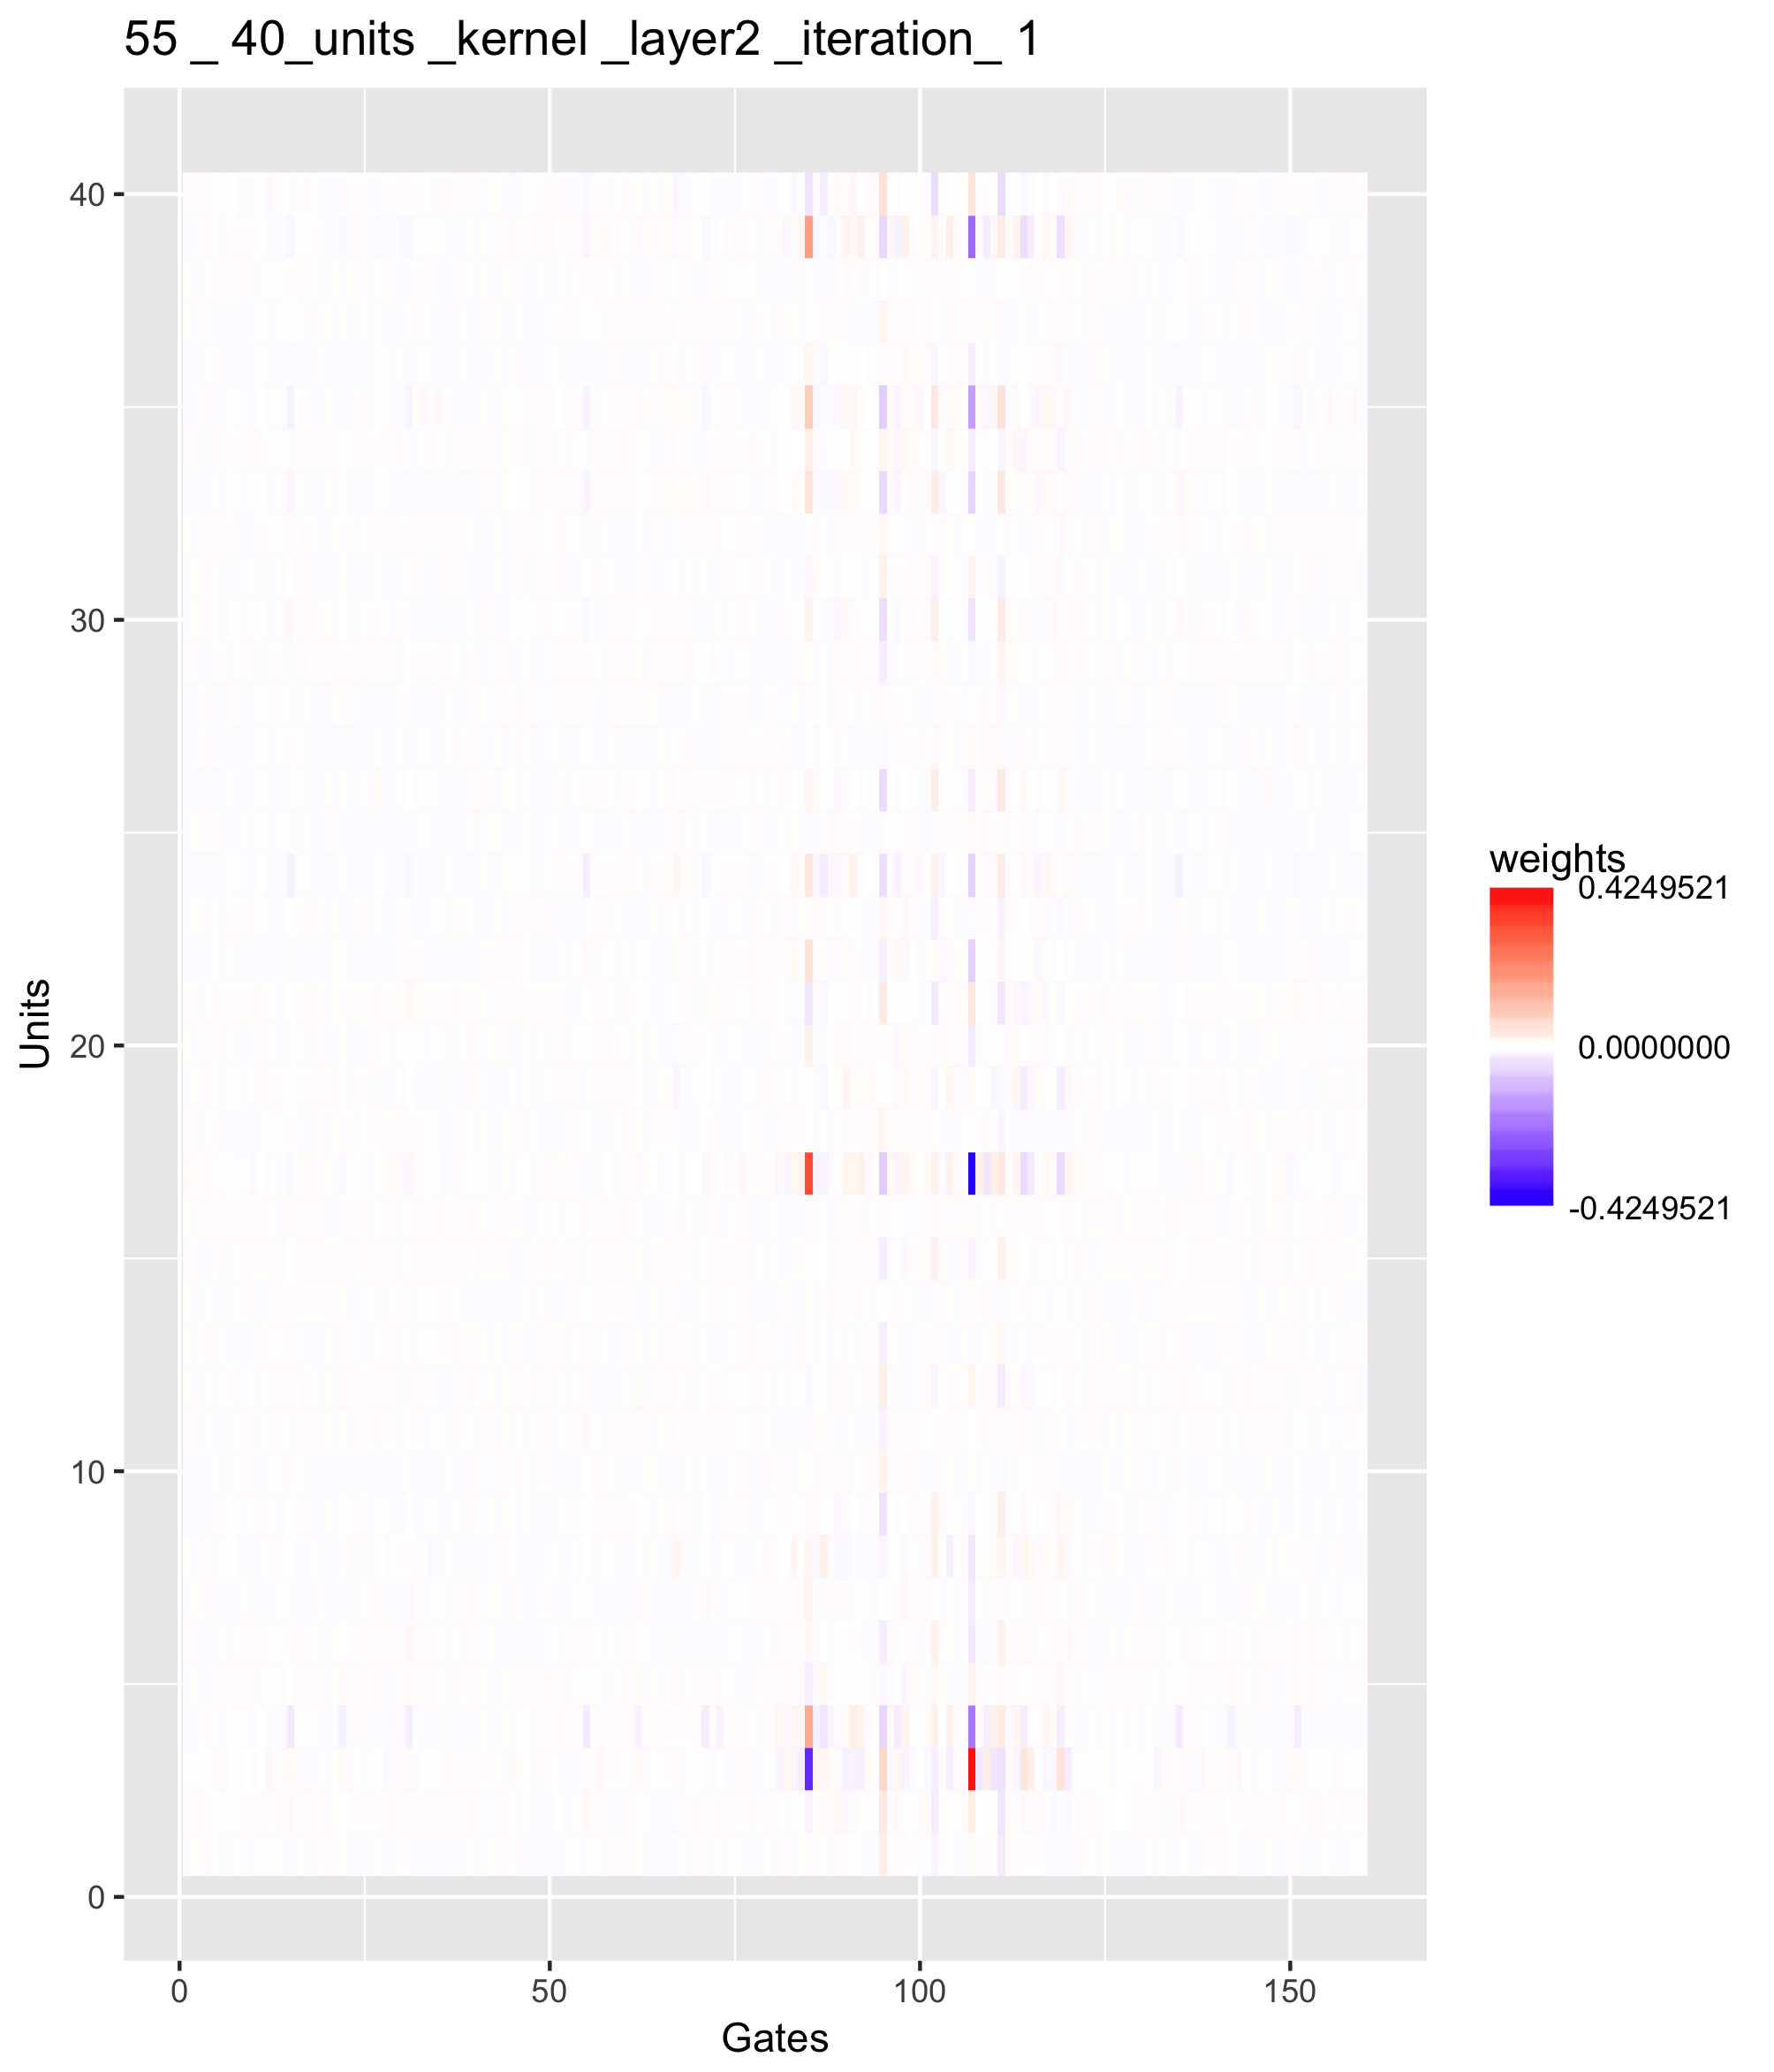 55 _ 40_units _kernel _layer2 _iteration_ 1
40
30
20
10
0
Units
0 50 100 150
Gates
weights
0.4249521
0.0000000
-0.4249521